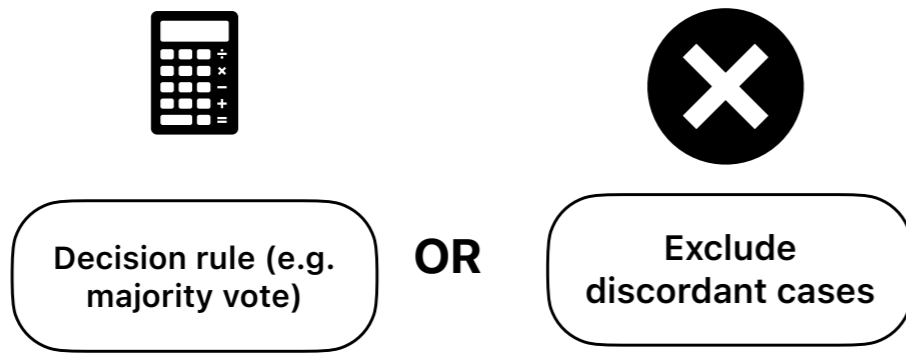 Decision rule (e.g.
majority vote)
OR
Exclude
discordant cases